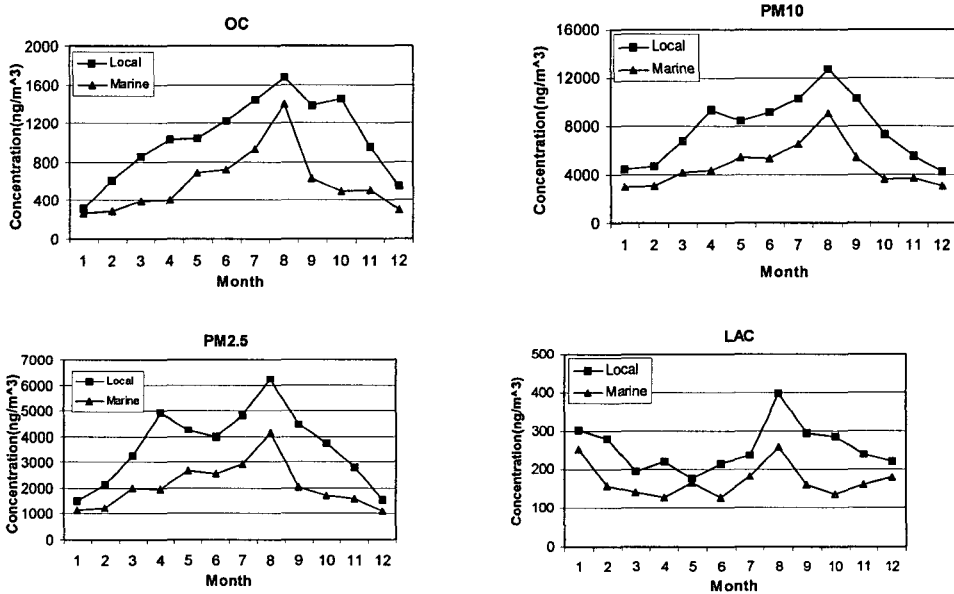 OC
Concentration(ng/m^3)
2000
1600
1200
800
400
0
Local
Marine
1 2 3 4 5 6 7 8 9 10 11 12
Month
PM10
Concentration(ng/m^3)
16000
12000
8000
4000
0
Local
Marine
1 2 3 4 5 6 7 8 9 10 11 12
Month
PM2.5
Concentration(ng/m^3)
7000
6000
5000
4000
3000
2000
1000
0
Local
Marine
1 2 3 4 5 6 7 8 9 10 11 12
Month
LAC
Concentration(ng/m^3)
500
400
300
200
100
0
Local
Marine
1 2 3 4 5 6 7 8 9 10 11 12
Month